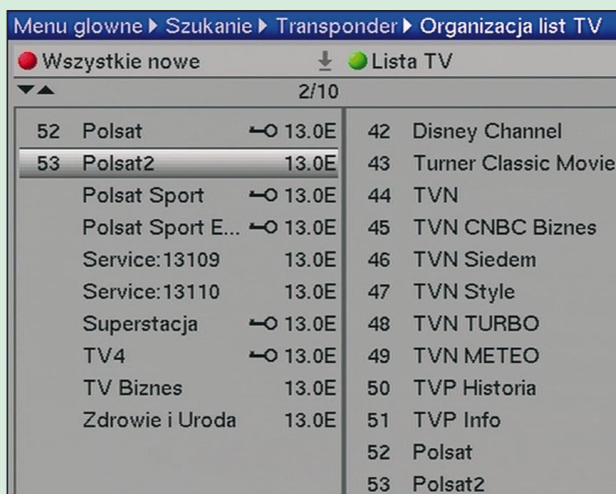 Menu glowne Szukanie Transponder Organizacja list TV
Wszystkie nowe
Lista TV
2/10
52 Polsat 13.0E
53 Polsat2 13.0E
Polsat Sport 13.0E
Polsat Sport E... 13.0E
Service:13109 13.0E
Service:13110 13.0E
Superstacja 13.0E
TV4 13.0E
TV Biznes 13.0E
Zdrowie i Uroda 13.0E
42 Disney Channel
43 Turner Classic Movie
44 TVN
45 TVN CNBC Biznes
46 TVN Siedem
47 TVN Style
48 TVN TURBO
49 TVN METEO
50 TVP Historia
51 TVP Info
52 Polsat
53 Polsat2